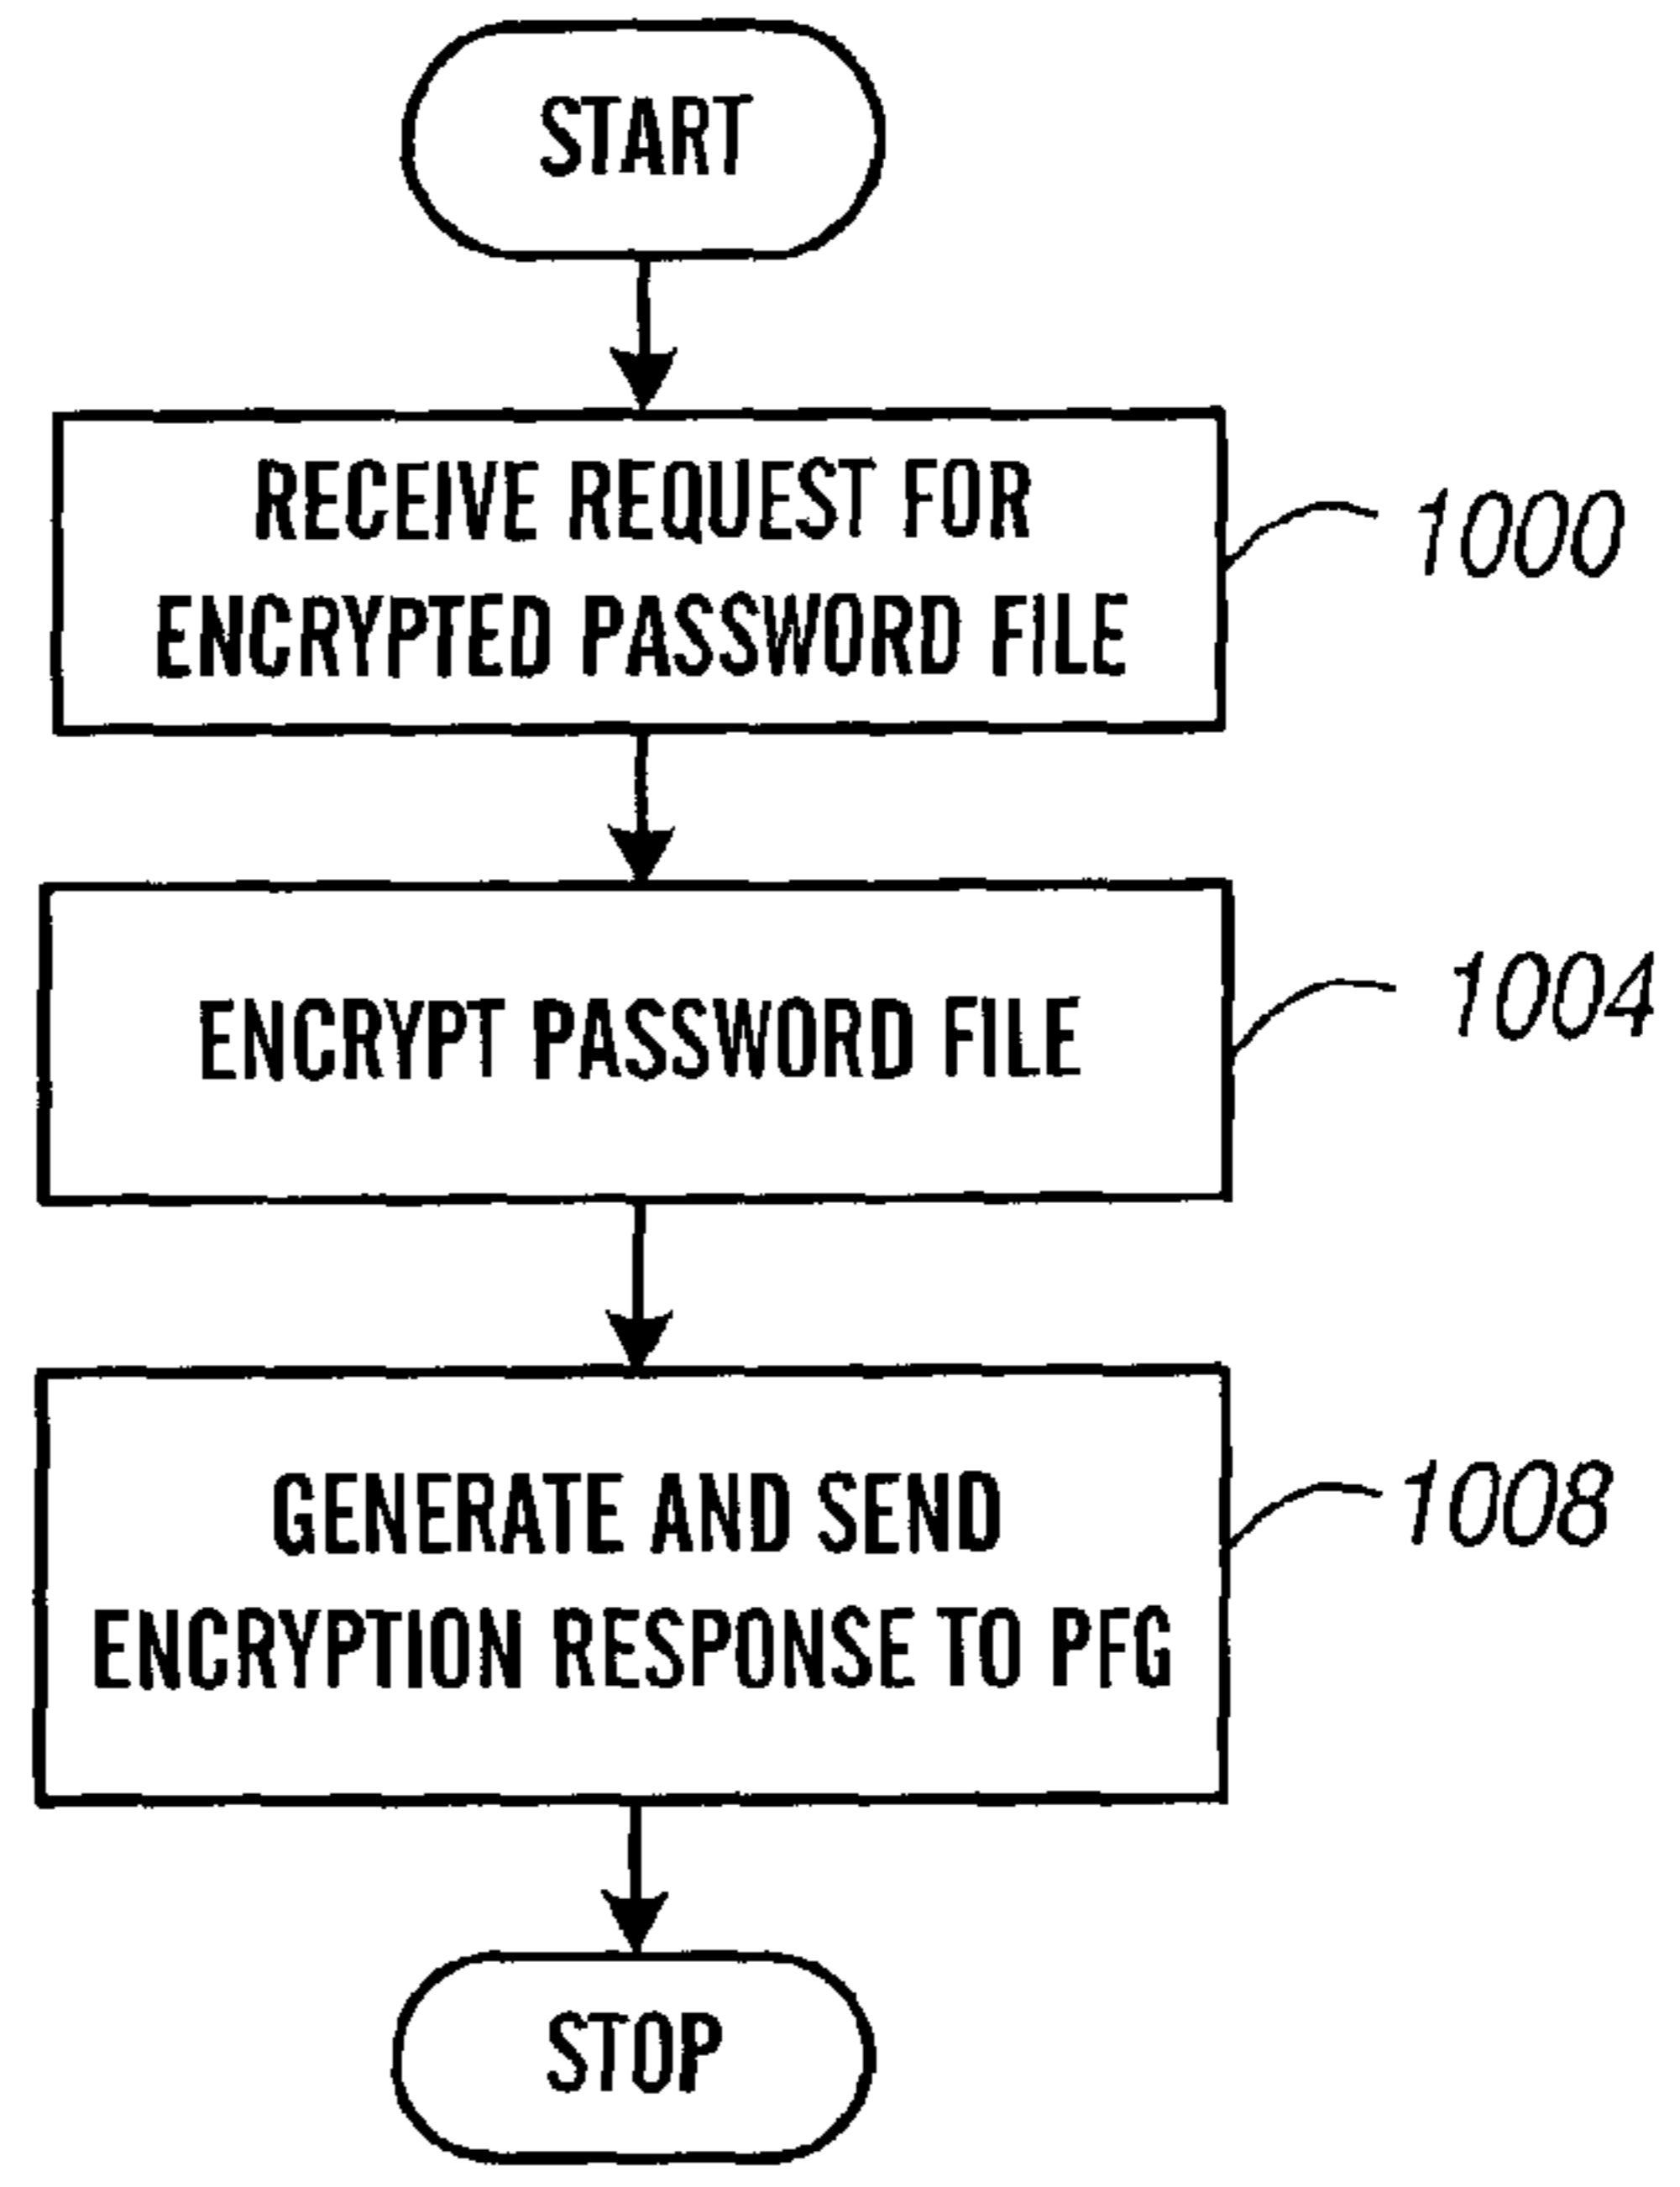 START
RECEIVE REQUEST FOR
ENCRYPTED PASSWORD FILE
1000
ENCRYPT PASSWORD FILE
1004
GENERATE AND SEND
ENCRYPTION RESPONSE TO PFG
1008
STOP